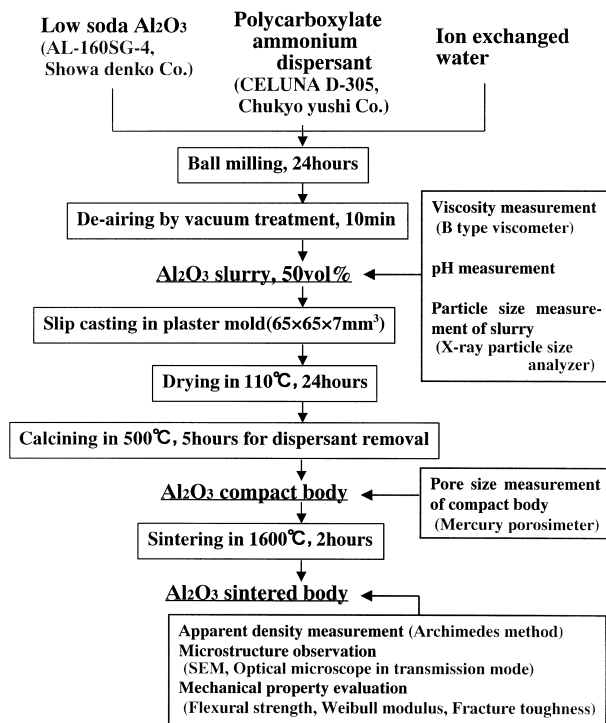 Low soda Al2O3
(AL-160SG-4,
Showa denko Co.)
Polycarboxylate
ammonium
dispersant
(CELUNA D-305,
Chukyo yushi Co.)
Ion exchanged
water
Ball milling, 24hours
De-airing by vacuum treatment, 10min
Al2O3 slurry, 50vol%
Viscosity measurement
(B type viscometer)
pH measurement
Particle size measure-
ment of slurry
(X-ray particle size
analyzer)
Slip casting in plaster mold(65×65×7mm³)
Drying in 110℃, 24hours
Calcining in 500℃, 5hours for dispersant removal
Al2O3 compact body
Pore size measurement
of compact body
(Mercury porosimeter)
Sintering in 1600℃, 2hours
Al2O3 sintered body
Apparent density measurement (Archimedes method)
Microstructure observation
(SEM, Optical microscope in transmission mode)
Mechanical property evaluation
(Flexural strength, Weibull modulus, Fracture toughness)